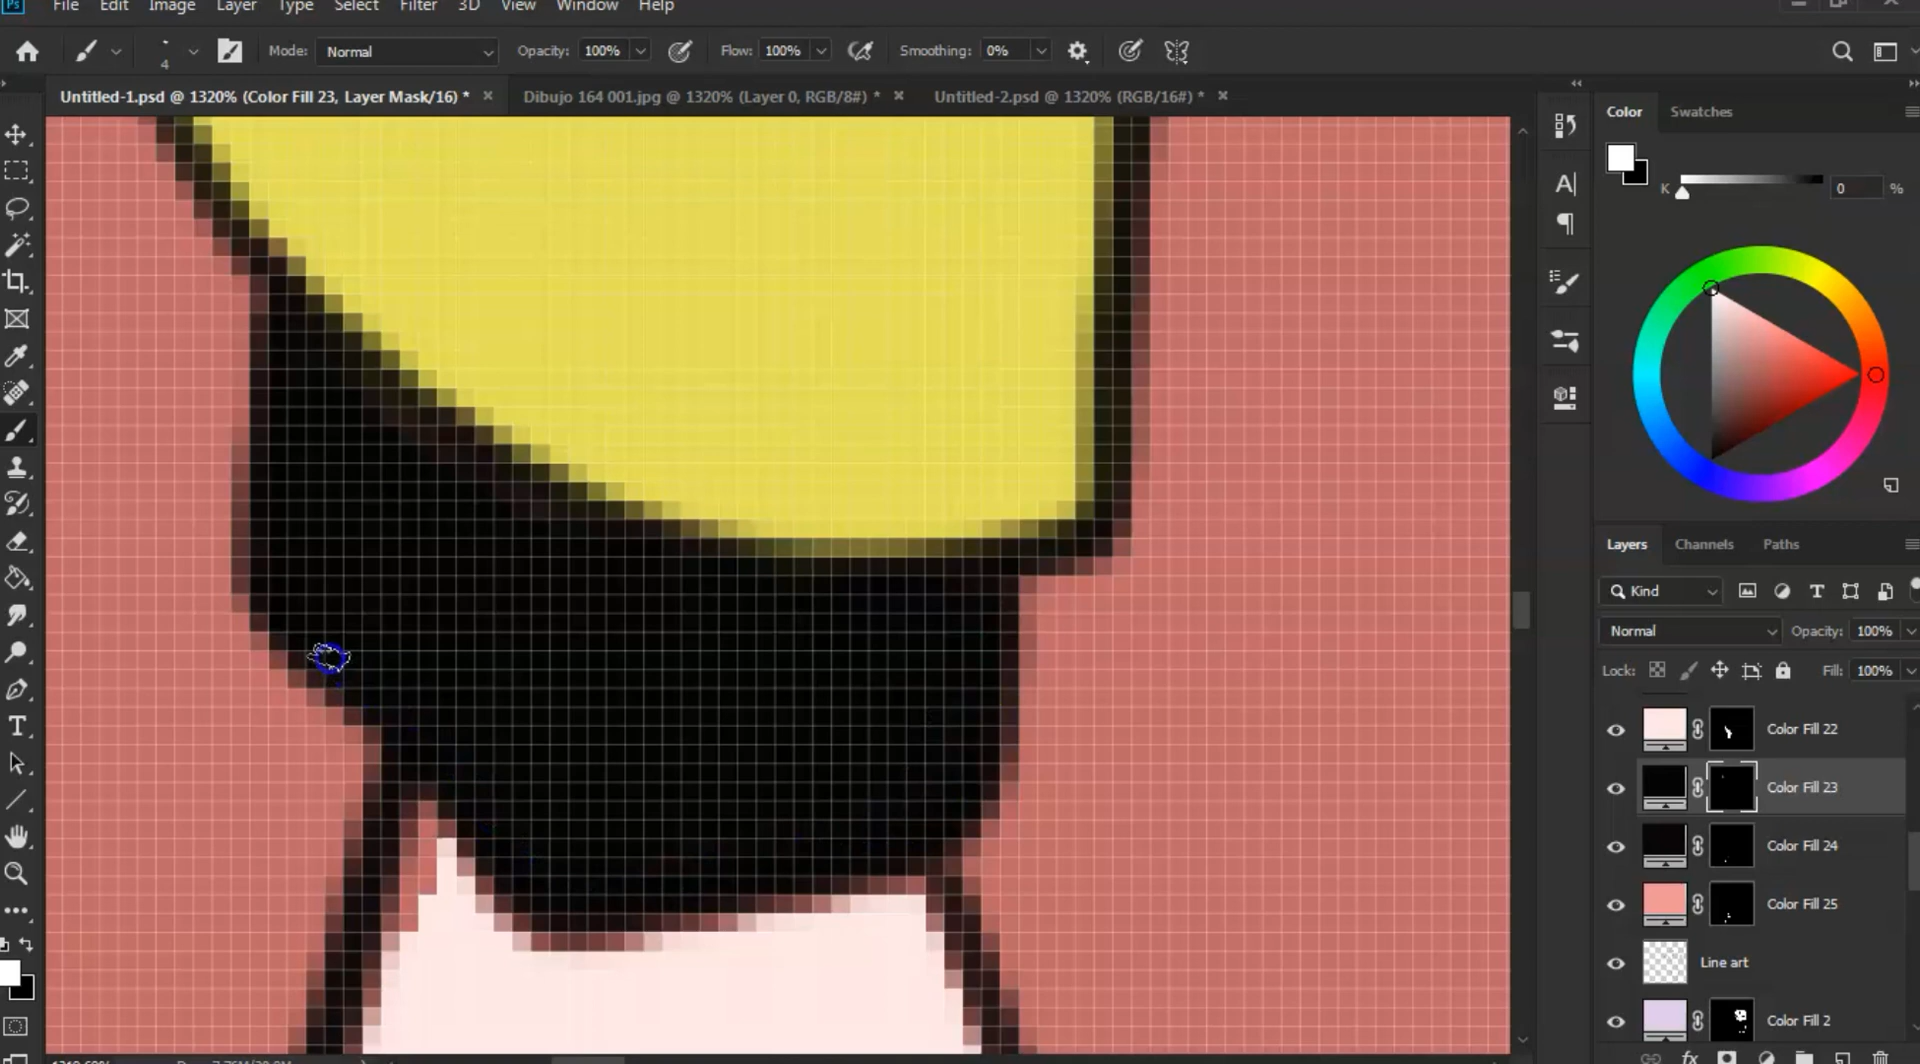 Ps File Edit Image Layer Type Select Filter 3D View Window Help
4 Mode: Normal Opacity: 100% Flow: 100% Smoothing: 0%
Untitled-1.psd @ 1320% (Color Fill 23, Layer Mask/16) * Dibujo 164 001.jpg @ 1320% (Layer 0, RGB/8#) * Untitled-2.psd @ 1320% (RGB/16#) *
Color Swatches
K 0 %
Layers Channels Paths
Kind
Normal Opacity: 100%
Lock: Fill: 100%
Color Fill 22
Color Fill 23
Color Fill 24
Color Fill 25
Line art
Color Fill 2
fx